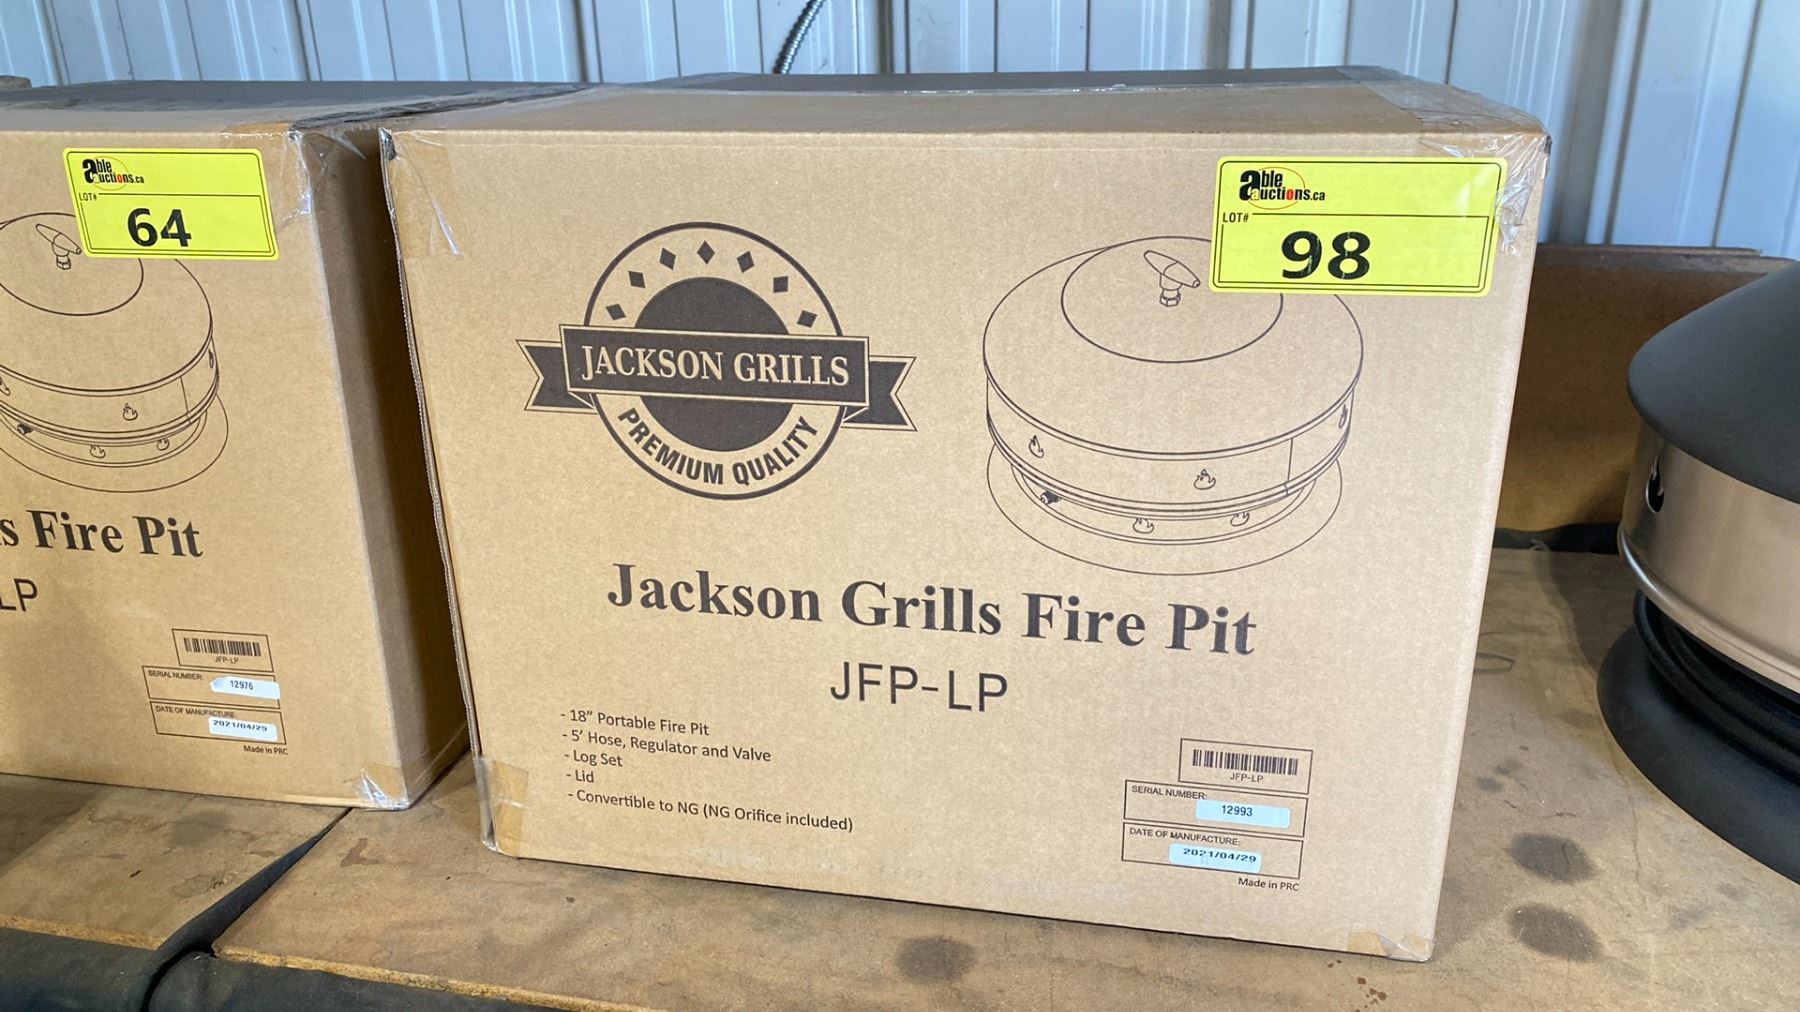 able
auctions.ca
LOT#
64
s Fire Pit
LP
JFP-LP
SERIAL NUMBER:
12976
DATE OF MANUFACTURE:
2021/04/29
Made in PRC
able
auctions.ca
LOT#
98
JACKSON GRILLS
PREMIUM QUALITY
Jackson Grills Fire Pit
JFP-LP
- 18" Portable Fire Pit
- 5' Hose, Regulator and Valve
- Log Set
- Lid
- Convertible to NG (NG Orifice included)
JFP-LP
SERIAL NUMBER:
12993
DATE OF MANUFACTURE:
2021/04/29
Made in PRC